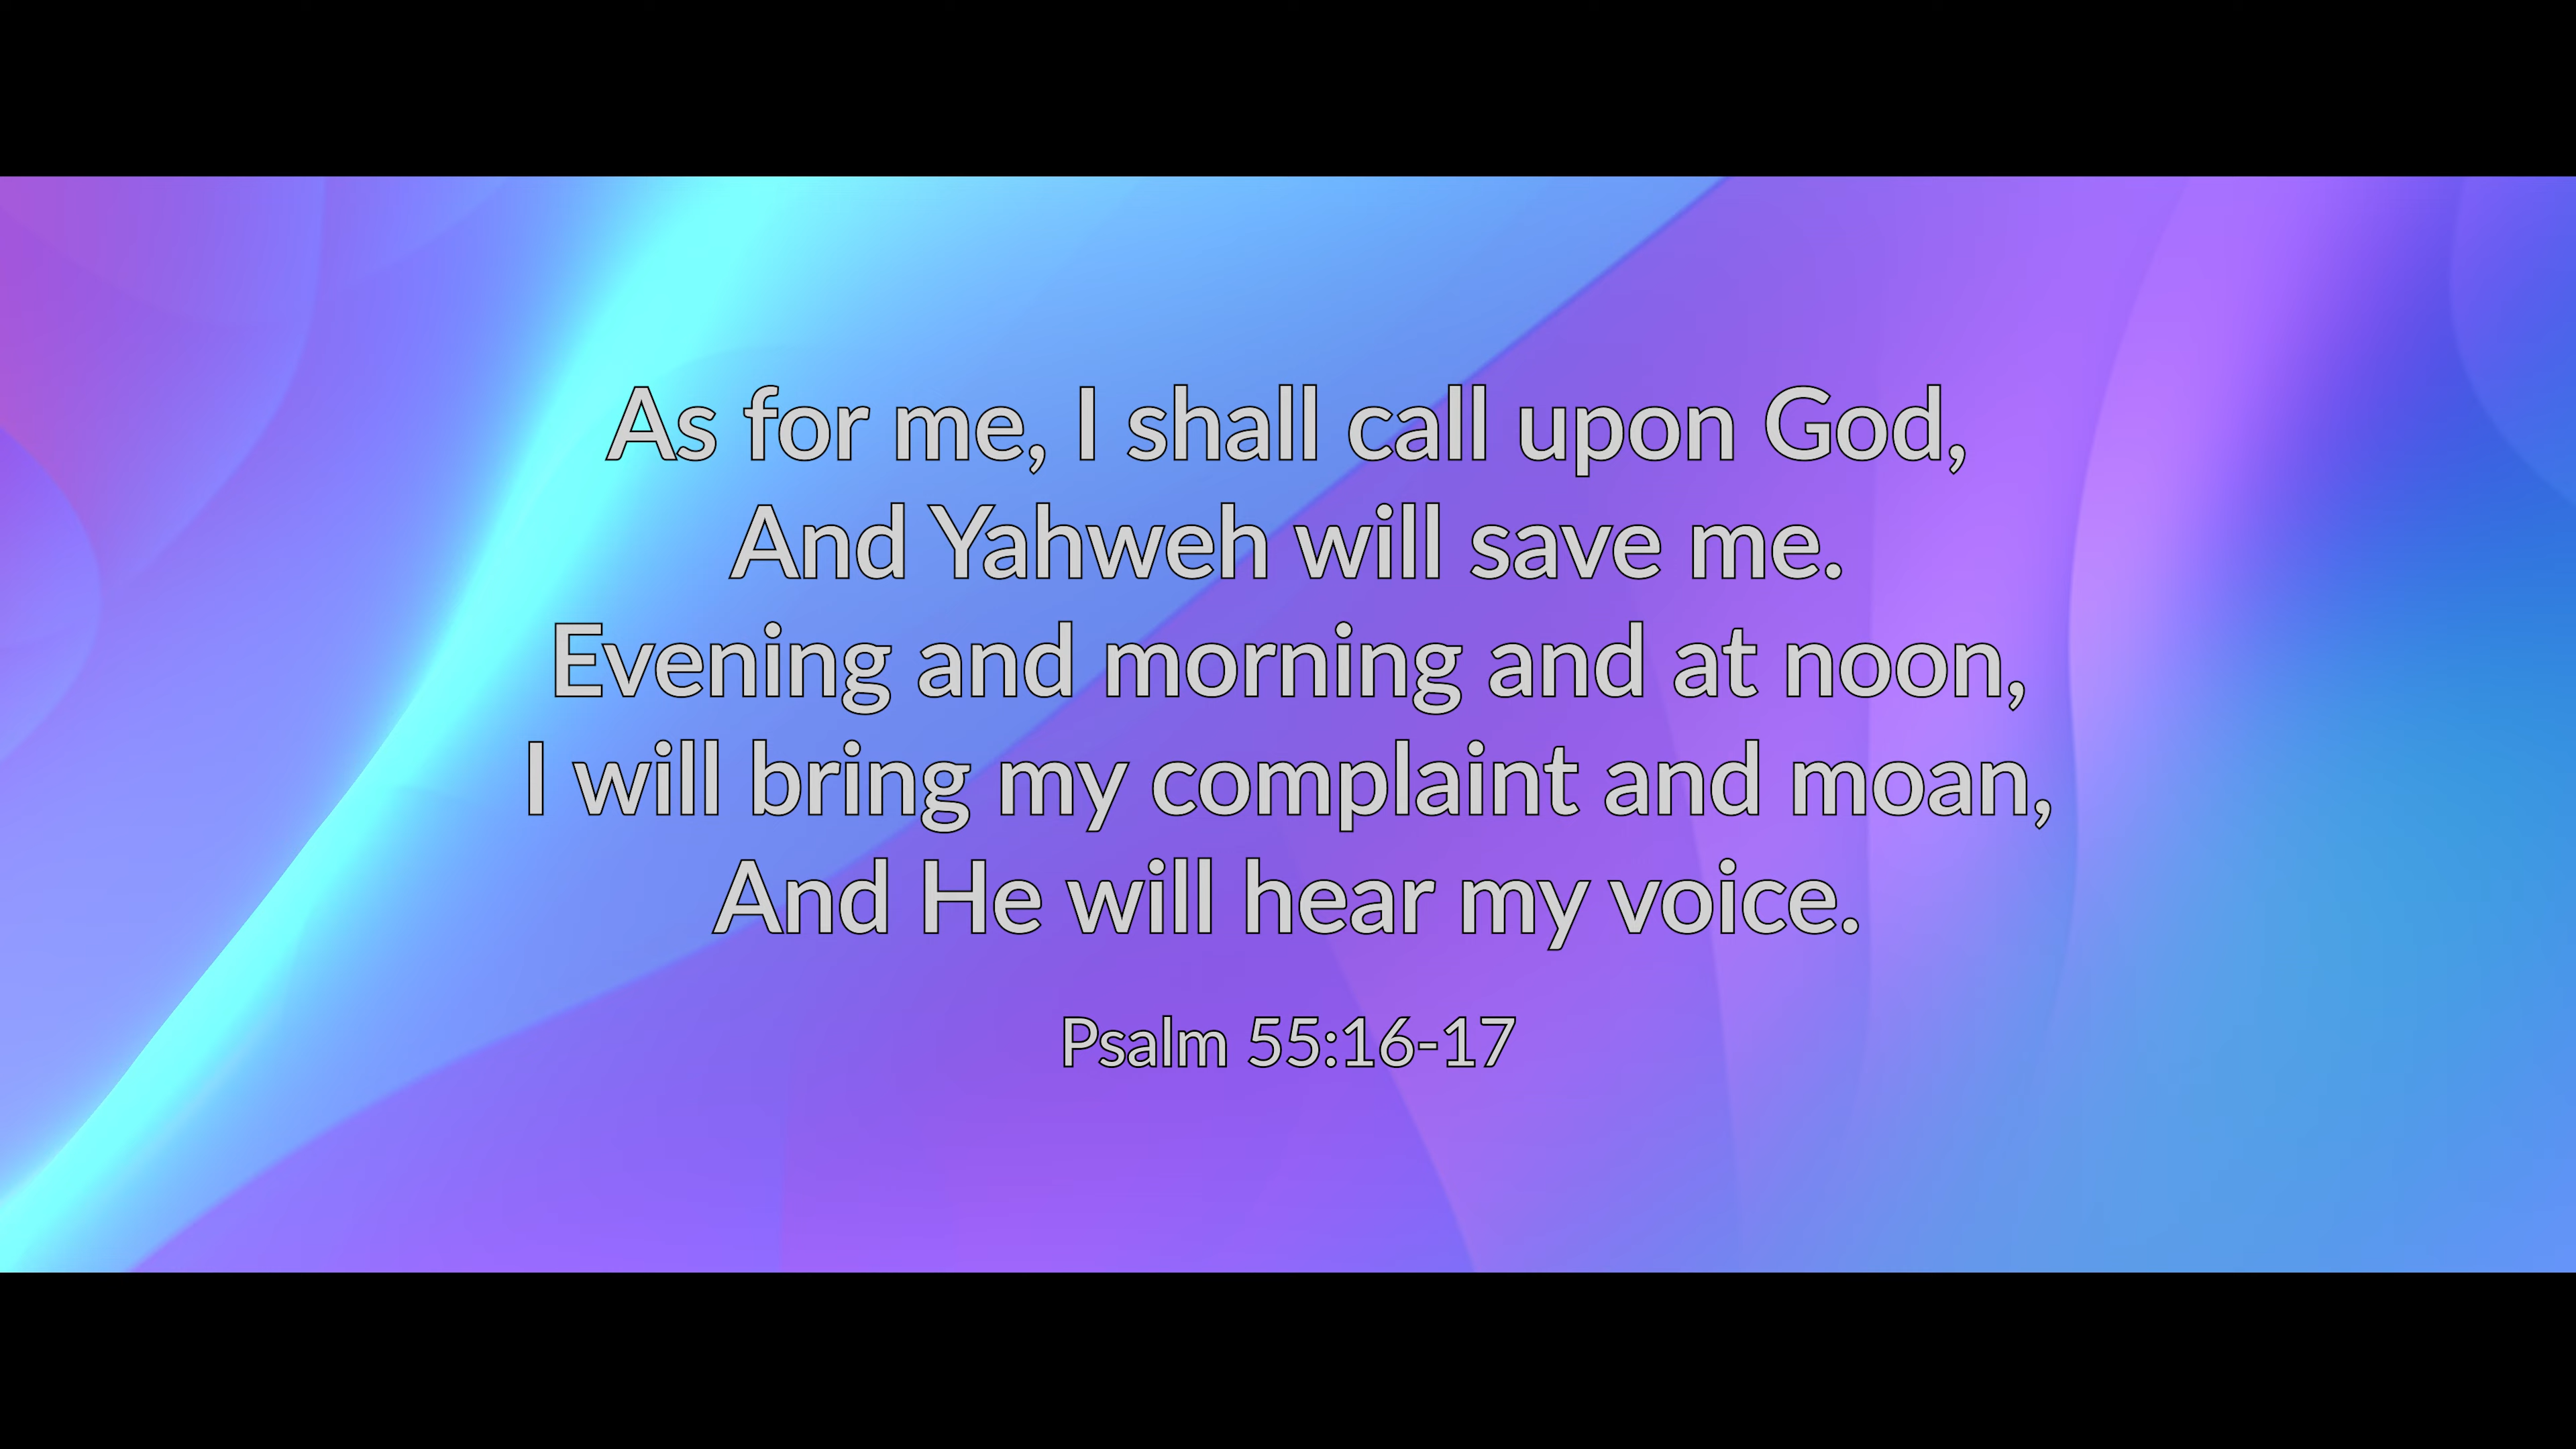 As for me, I shall call upon God,
And Yahweh will save me.
Evening and morning and at noon,
I will bring my complaint and moan,
And He will hear my voice.
Psalm 55:16-17